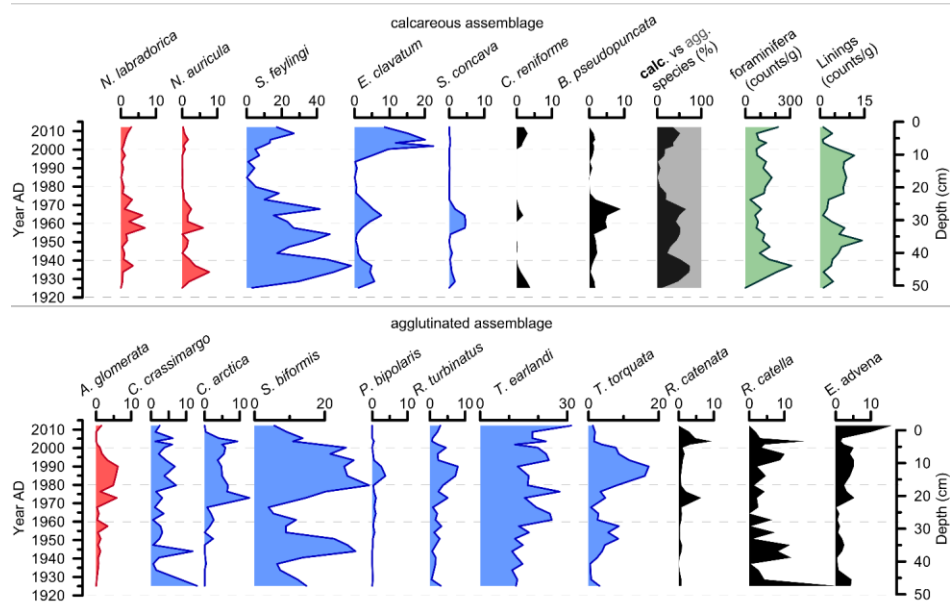 calcareous assemblage
N. labradorica
N. auricula
S. feylingi
E. clavatum
S. concava
C. reniforme
B. pseudopuncata
calc. vs agg.
species (%)
foraminifera
(counts/g)
Linings
(counts/g)
0 10 0 10 0 20 40 0 10 20 0 10 0 10 0 10 0 100 0 300 0 15
2010
2000
1990
1980
1970
1960
1950
1940
1930
1920
Year AD
0
10
20
30
40
50
Depth (cm)
agglutinated assemblage
A. glomerata
C. crassimargo
C. arctica
S. biformis
P. bipolaris
R. turbinatus
T. earlandi
T. torquata
R. catenata
R. catella
E. advena
0 10 0 10 0 10 0 20 0 10 0 10 0 30 0 20 0 10 0 10 0 10
2010
2000
1990
1980
1970
1960
1950
1940
1930
1920
Year AD
0
10
20
30
40
50
Depth (cm)